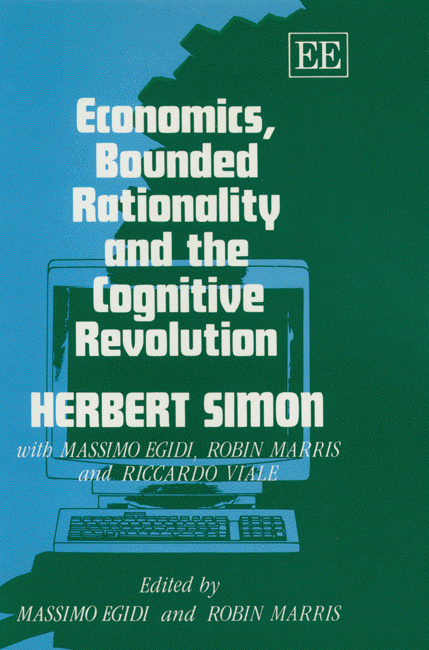 EE
Economics,
Bounded
Rationality
and the
Cognitive
Revolution
HERBERT SIMON
with MASSIMO EGIDI, ROBIN MARRIS
and RICCARDO VIALE
Edited by
MASSIMO EGIDI and ROBIN MARRIS